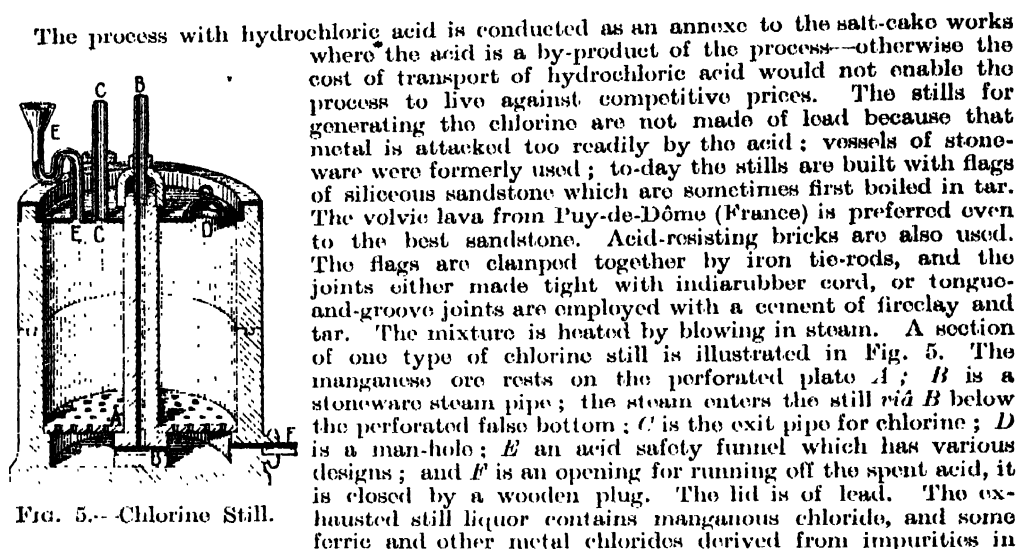 The process with hydrochloric acid is conducted as an annexe to the salt-cake works
where the acid is a by-product of the process—otherwise the
cost of transport of hydrochloric acid would not enable the
process to live against competitive prices. The stills for
generating the chlorine are not made of lead because that
metal is attacked too readily by the acid; vessels of stone-
ware were formerly used; to-day the stills are built with flags
of siliceous sandstone which are sometimes first boiled in tar.
The volvic lava from Puy-de-Dôme (France) is preferred even
to the best sandstone. Acid-resisting bricks are also used.
The flags are clamped together by iron tie-rods, and the
joints either made tight with indiarubber cord, or tongue-
and-groove joints are employed with a cement of fireclay and
tar. The mixture is heated by blowing in steam. A section
of one type of chlorine still is illustrated in Fig. 5. The
manganese ore rests on the perforated plate A; B is a
stoneware steam pipe; the steam enters the still viâ B below
the perforated false bottom; C is the exit pipe for chlorine; D
is a man-hole; E an acid safety funnel which has various
designs; and F is an opening for running off the spent acid, it
is closed by a wooden plug. The lid is of lead. The ex-
hausted still liquor contains manganous chloride, and some
ferric and other metal chlorides derived from impurities in
C B
E
E C D
A
B F
FIG. 5.—Chlorine Still.